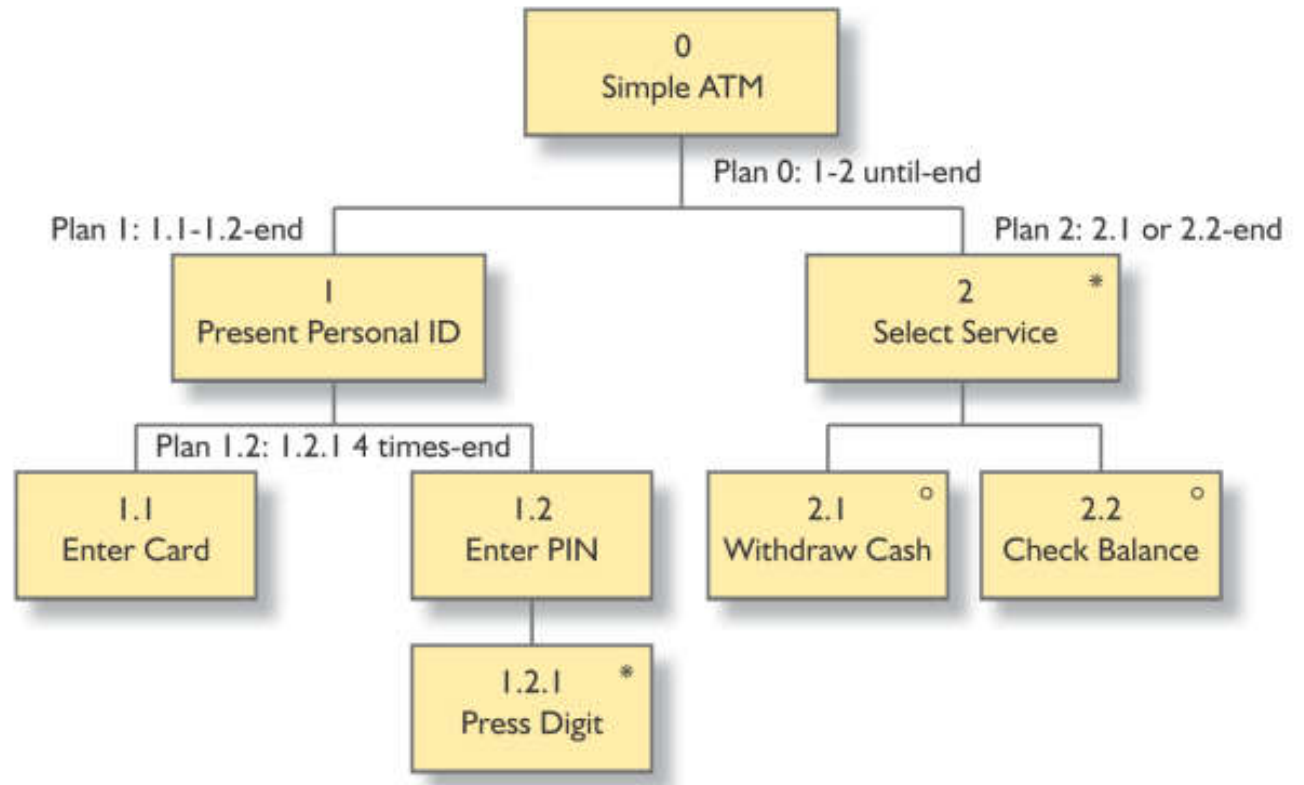 0
Simple ATM
Plan 0: 1-2 until-end
Plan 1: 1.1-1.2-end
Plan 2: 2.1 or 2.2-end
1
Present Personal ID
2 *
Select Service
Plan 1.2: 1.2.1 4 times-end
1.1
Enter Card
1.2
Enter PIN
2.1 o
Withdraw Cash
2.2 o
Check Balance
1.2.1 *
Press Digit